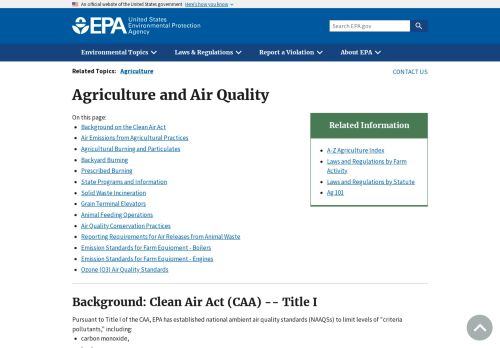 An official website of the United States government Here's how you know
EPA United States
Environmental Protection
Agency
Search EPA.gov
Environmental Topics Laws & Regulations Report a Violation About EPA
Related Topics: Agriculture
CONTACT US
Agriculture and Air Quality
On this page:
Background on the Clean Air Act
Air Emissions from Agricultural Practices
Agricultural Burning and Particulates
Backyard Burning
Prescribed Burning
State Programs and Information
Solid Waste Incineration
Grain Terminal Elevators
Animal Feeding Operations
Air Quality Conservation Practices
Reporting Requirements for Air Releases from Animal Waste
Emission Standards for Farm Equipment - Boilers
Emission Standards for Farm Equipment - Engines
Ozone (O3) Air Quality Standards
Related Information
A-Z Agriculture Index
Laws and Regulations by Farm
Activity
Laws and Regulations by Statute
Ag 101
Background: Clean Air Act (CAA) -- Title I
Pursuant to Title I of the CAA, EPA has established national ambient air quality standards (NAAQSs) to limit levels of "criteria
pollutants," including:
carbon monoxide,